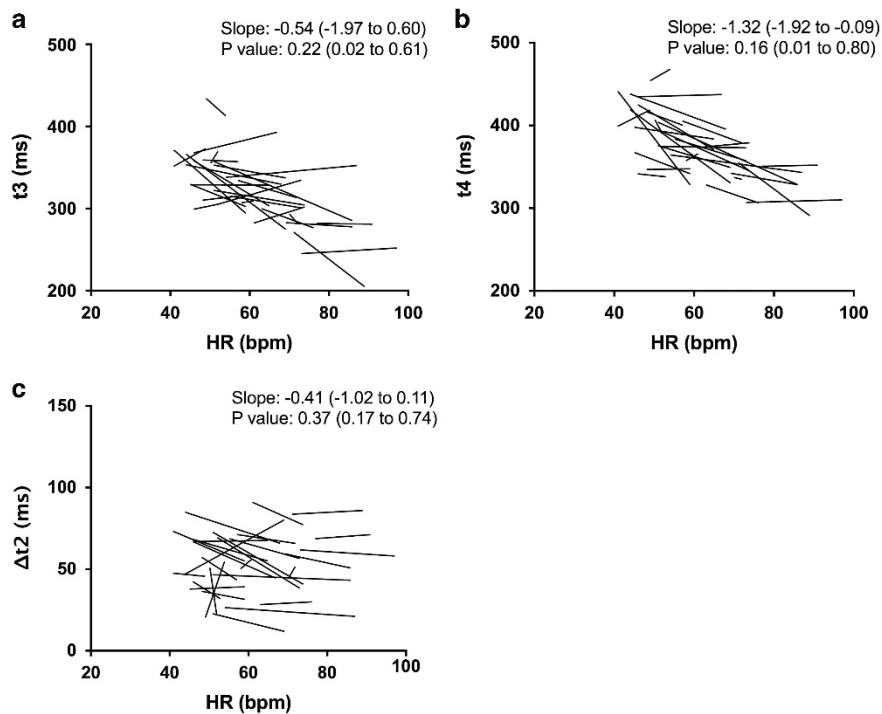 a
Slope: -0.54 (-1.97 to 0.60)
P value: 0.22 (0.02 to 0.61)
500
400
300
200
t3 (ms)
20 40 60 80 100
HR (bpm)
b
Slope: -1.32 (-1.92 to -0.09)
P value: 0.16 (0.01 to 0.80)
500
400
300
200
t4 (ms)
20 40 60 80 100
HR (bpm)
c
Slope: -0.41 (-1.02 to 0.11)
P value: 0.37 (0.17 to 0.74)
150
100
50
0
Δt2 (ms)
20 40 60 80 100
HR (bpm)